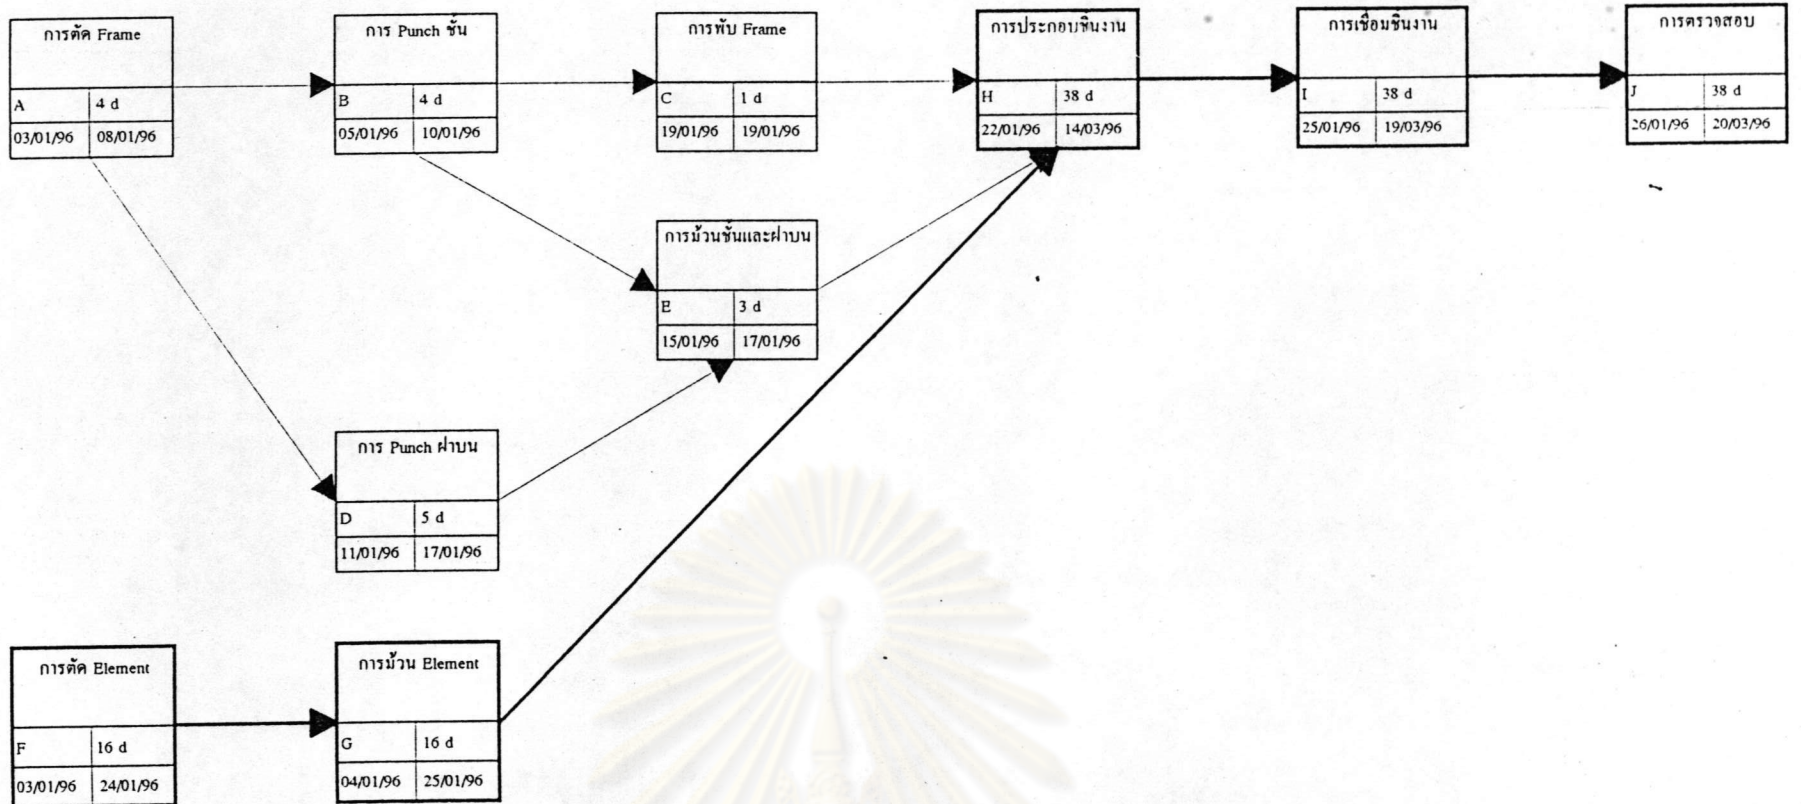 การตัด Frame
A 4 d
03/01/96 08/01/96
การ Punch ชั้น
B 4 d
05/01/96 10/01/96
การพับ Frame
C 1 d
19/01/96 19/01/96
การประกอบชิ้นงาน
H 38 d
22/01/96 14/03/96
การเชื่อมชิ้นงาน
I 38 d
25/01/96 19/03/96
การตรวจสอบ
J 38 d
26/01/96 20/03/96
การม้วนชั้นและฝาบน
E 3 d
15/01/96 17/01/96
การ Punch ฝาบน
D 5 d
11/01/96 17/01/96
การตัด Element
F 16 d
03/01/96 24/01/96
การม้วน Element
G 16 d
04/01/96 25/01/96